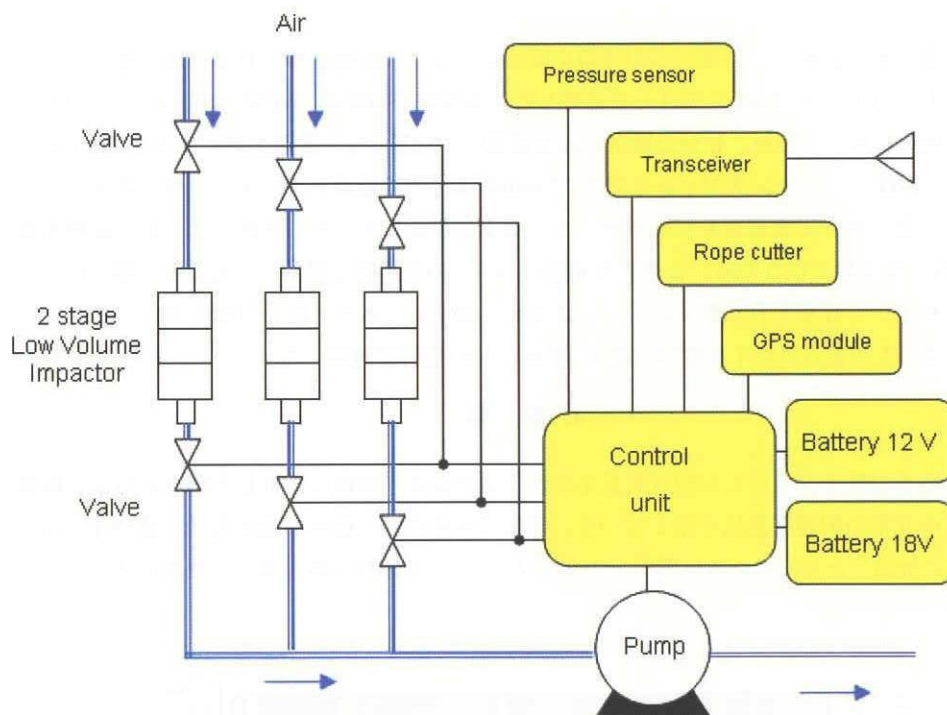 Air
Pressure sensor
Valve
Transceiver
Rope cutter
2 stage
Low Volume
Impactor
GPS module
Control
unit
Battery 12 V
Valve
Battery 18V
Pump